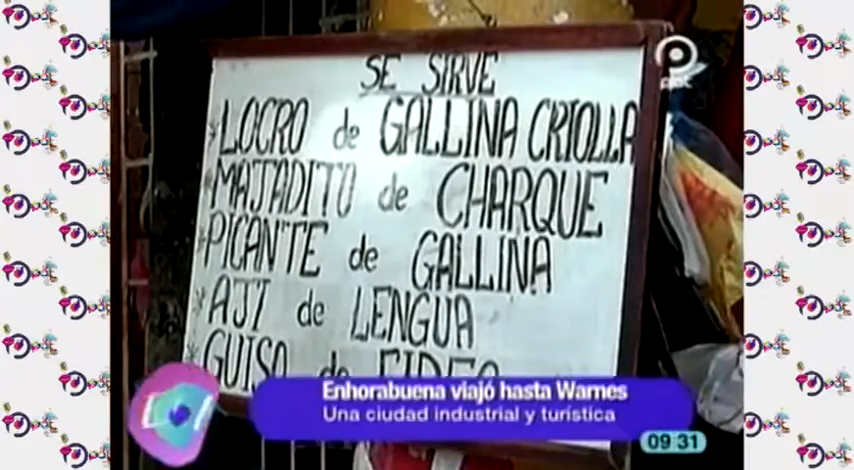 SE SIRVE
*LOCRO de GALLINA CRIOLLA
*MAJADITO de CHARQUE
*PICANTE de GALLINA
*AJI de LENGUA
*GUISO de FIDEO
Enhorabuena viajó hasta Warnes
Una ciudad industrial y turística
09:31